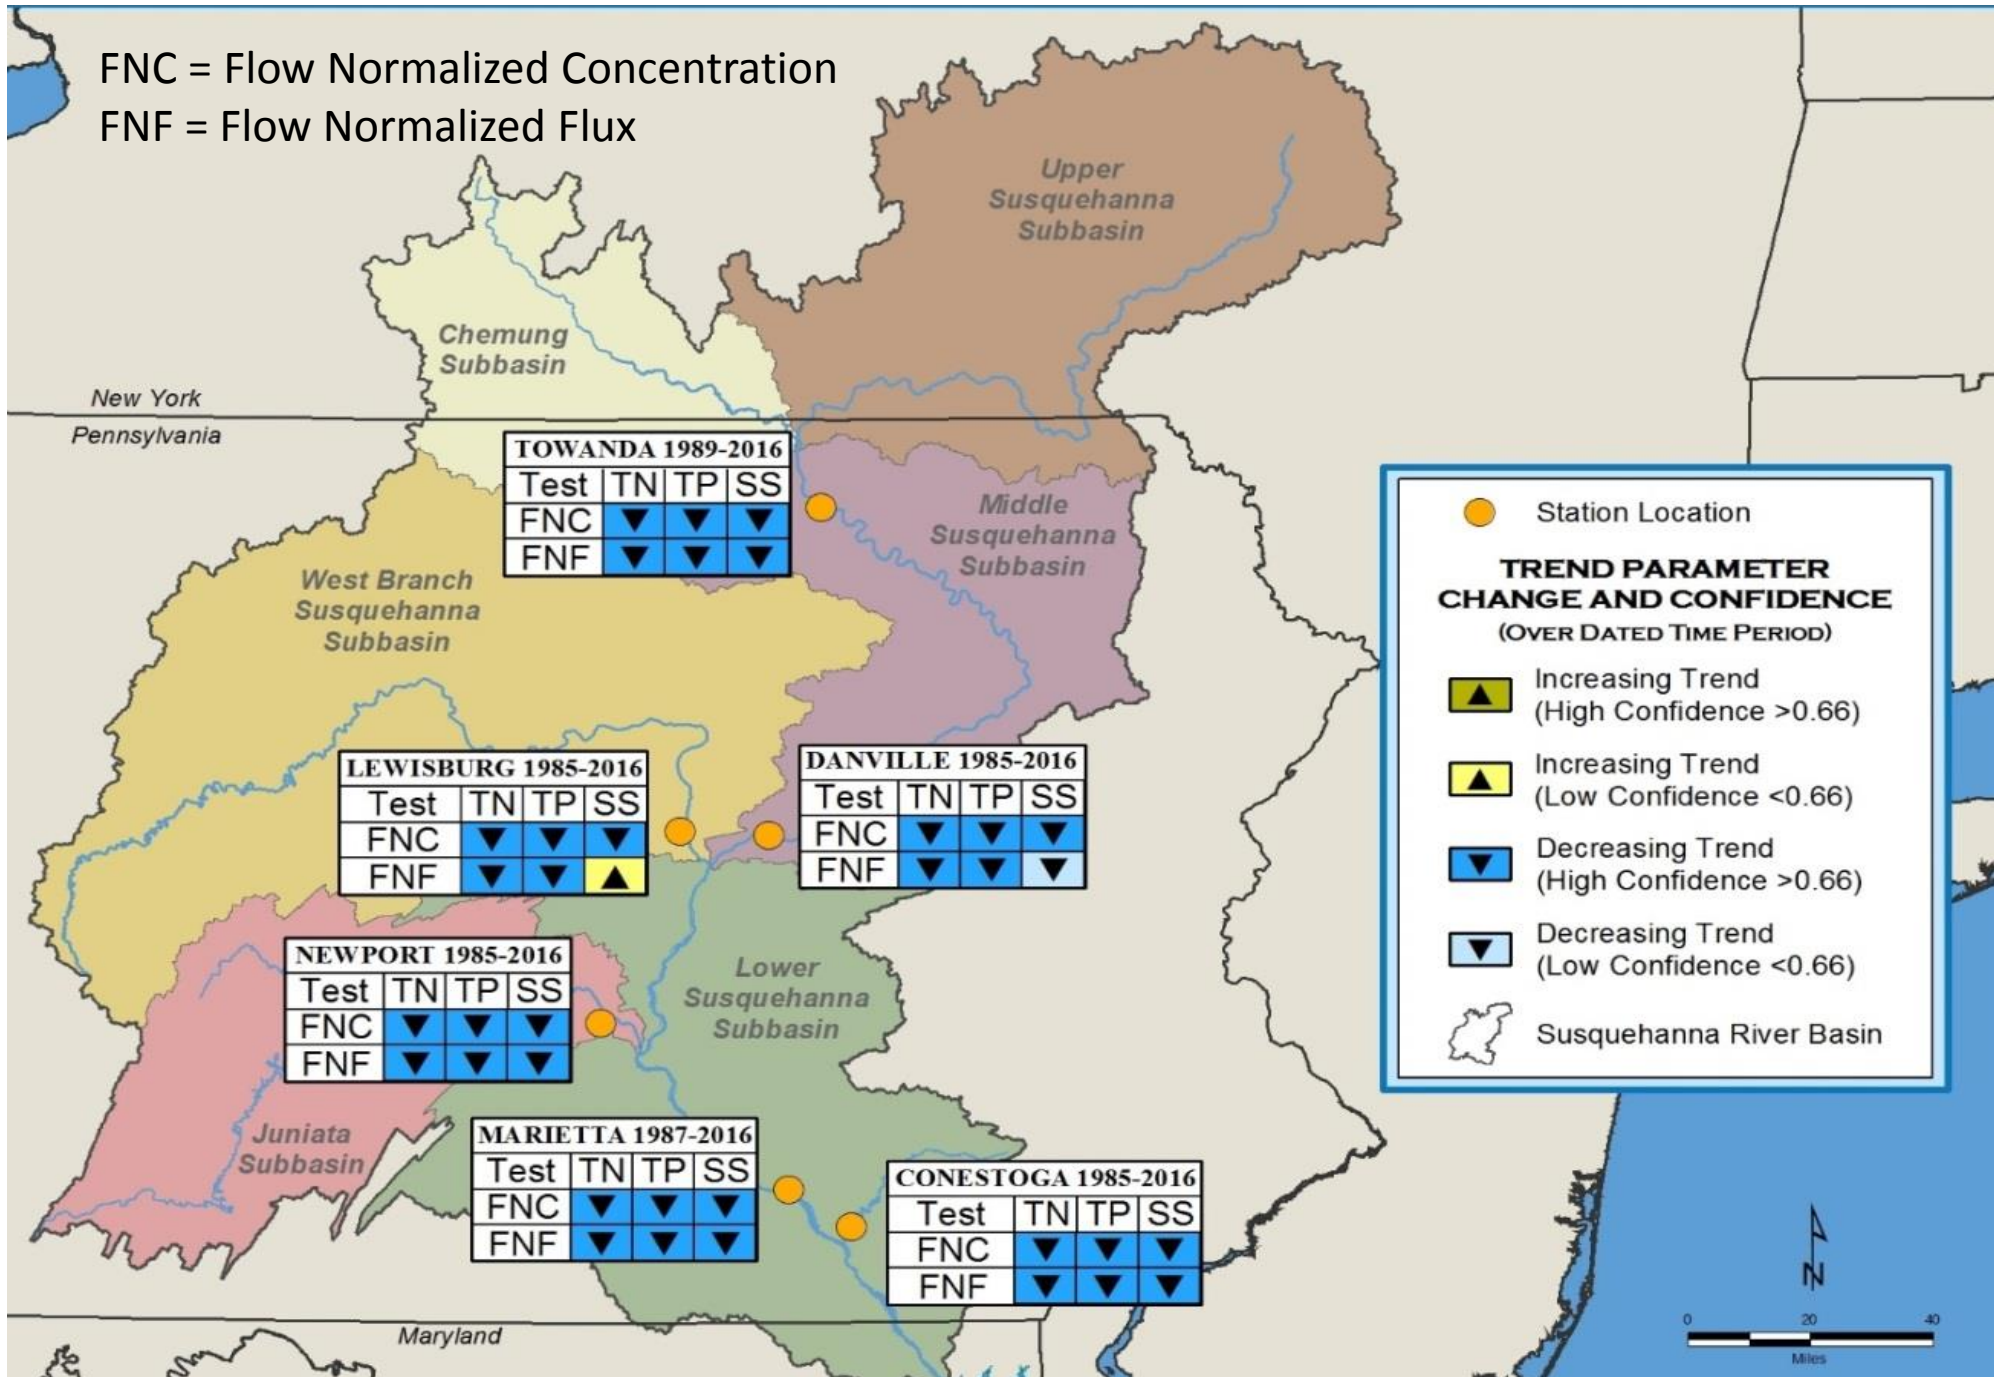 FNC = Flow Normalized Concentration
FNF = Flow Normalized Flux
Upper
Susquehanna
Subbasin
Chemung
Subbasin
New York
Pennsylvania
TOWANDA 1989-2016
Test TN TP SS
FNC ▼ ▼ ▼
FNF ▼ ▼ ▼
Middle
Susquehanna
Subbasin
West Branch
Susquehanna
Subbasin
LEWISBURG 1985-2016
Test TN TP SS
FNC ▼ ▼ ▼
FNF ▼ ▼ ▲
DANVILLE 1985-2016
Test TN TP SS
FNC ▼ ▼ ▼
FNF ▼ ▼ ▼
NEWPORT 1985-2016
Test TN TP SS
FNC ▼ ▼ ▼
FNF ▼ ▼ ▼
Lower
Susquehanna
Subbasin
Juniata
Subbasin
MARIETTA 1987-2016
Test TN TP SS
FNC ▼ ▼ ▼
FNF ▼ ▼ ▼
CONESTOGA 1985-2016
Test TN TP SS
FNC ▼ ▼ ▼
FNF ▼ ▼ ▼
Maryland
Station Location
TREND PARAMETER
CHANGE AND CONFIDENCE
(OVER DATED TIME PERIOD)
▲ Increasing Trend
(High Confidence >0.66)
▲ Increasing Trend
(Low Confidence <0.66)
▼ Decreasing Trend
(High Confidence >0.66)
▼ Decreasing Trend
(Low Confidence <0.66)
Susquehanna River Basin
N
0 20 40
Miles